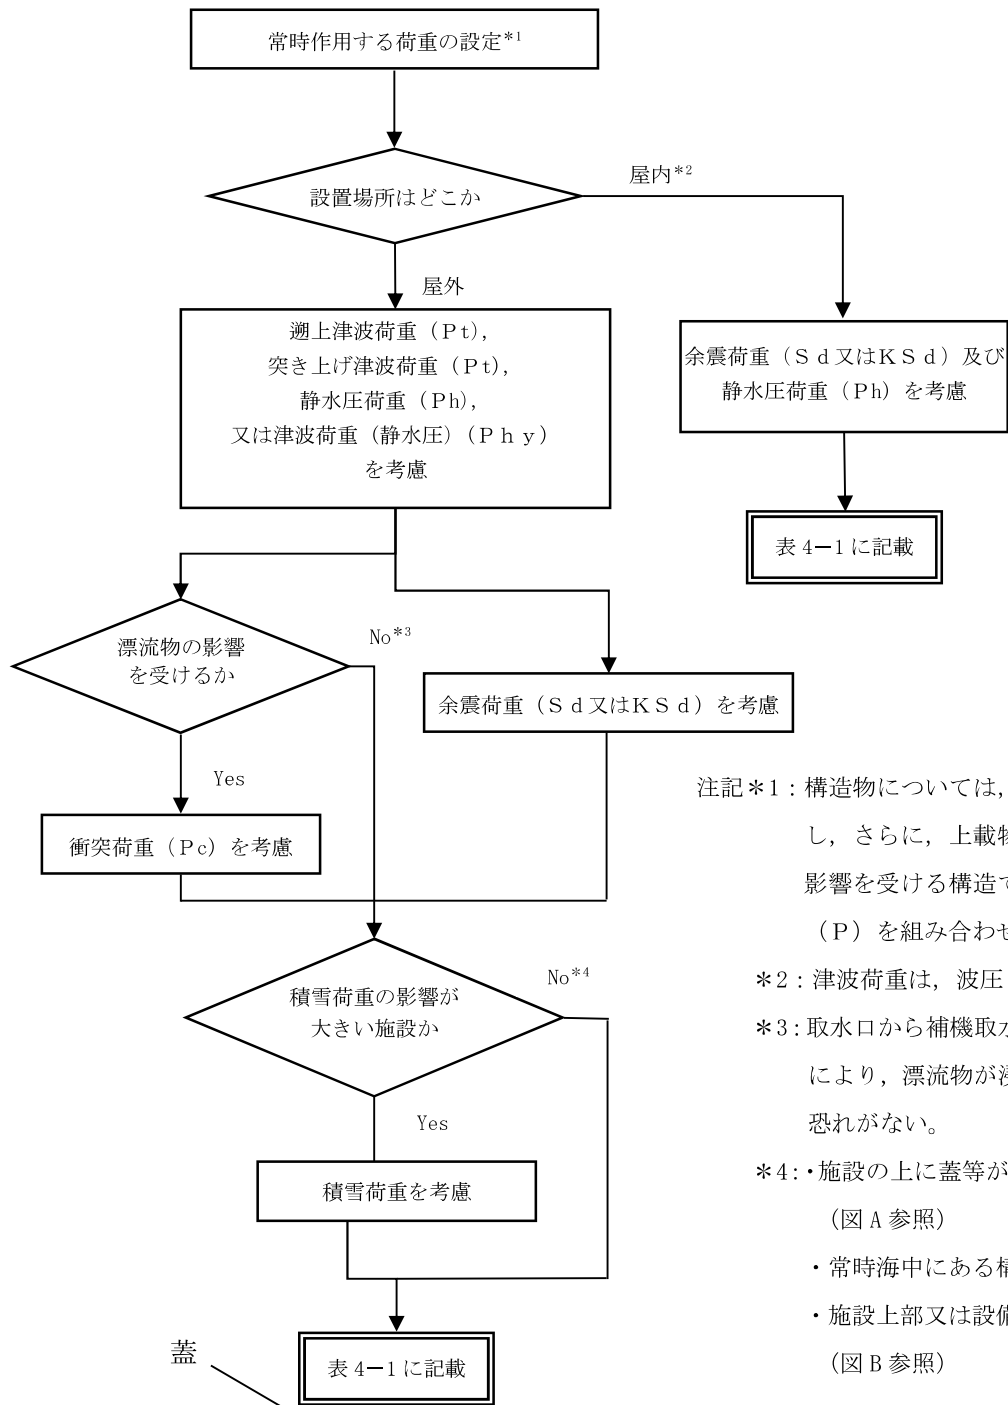 常時作用する荷重の設定*1
設置場所はどこか
屋内*2
屋外
遡上津波荷重（Pt），
突き上げ津波荷重（Pt），
静水圧荷重（Ph），
又は津波荷重（静水圧）（Ｐｈｙ）
を考慮
余震荷重（Ｓｄ又はＫＳｄ）及び
静水圧荷重（Ph）を考慮
表 4－1 に記載
漂流物の影響
を受けるか
No*3
余震荷重（Ｓｄ又はＫＳｄ）を考慮
Yes
衝突荷重（Pc）を考慮
積雪荷重の影響が
大きい施設か
No*4
Yes
積雪荷重を考慮
表 4－1 に記載
蓋
注記＊1：構造物については，
し，さらに，上載物
影響を受ける構造で
（P）を組み合わせ
＊2：津波荷重は，波圧
＊3：取水口から補機取水
により，漂流物が浸
恐れがない。
＊4：・施設の上に蓋等が
（図 A 参照）
・常時海中にある構
・施設上部又は設備
（図 B 参照）